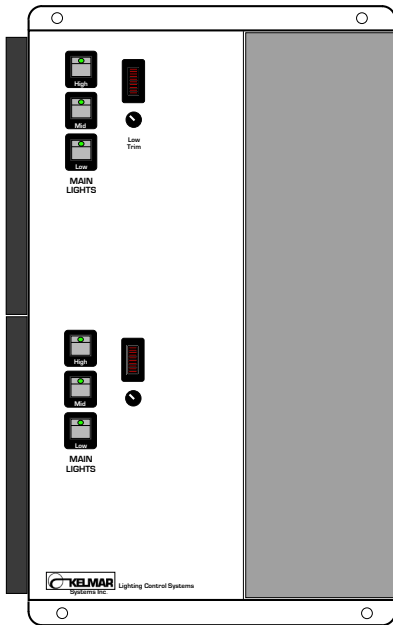 High
Mid
Low
MAIN
LIGHTS
Low
Trim
High
Mid
Low
MAIN
LIGHTS
KELMAR
Systems Inc.
Lighting Control Systems